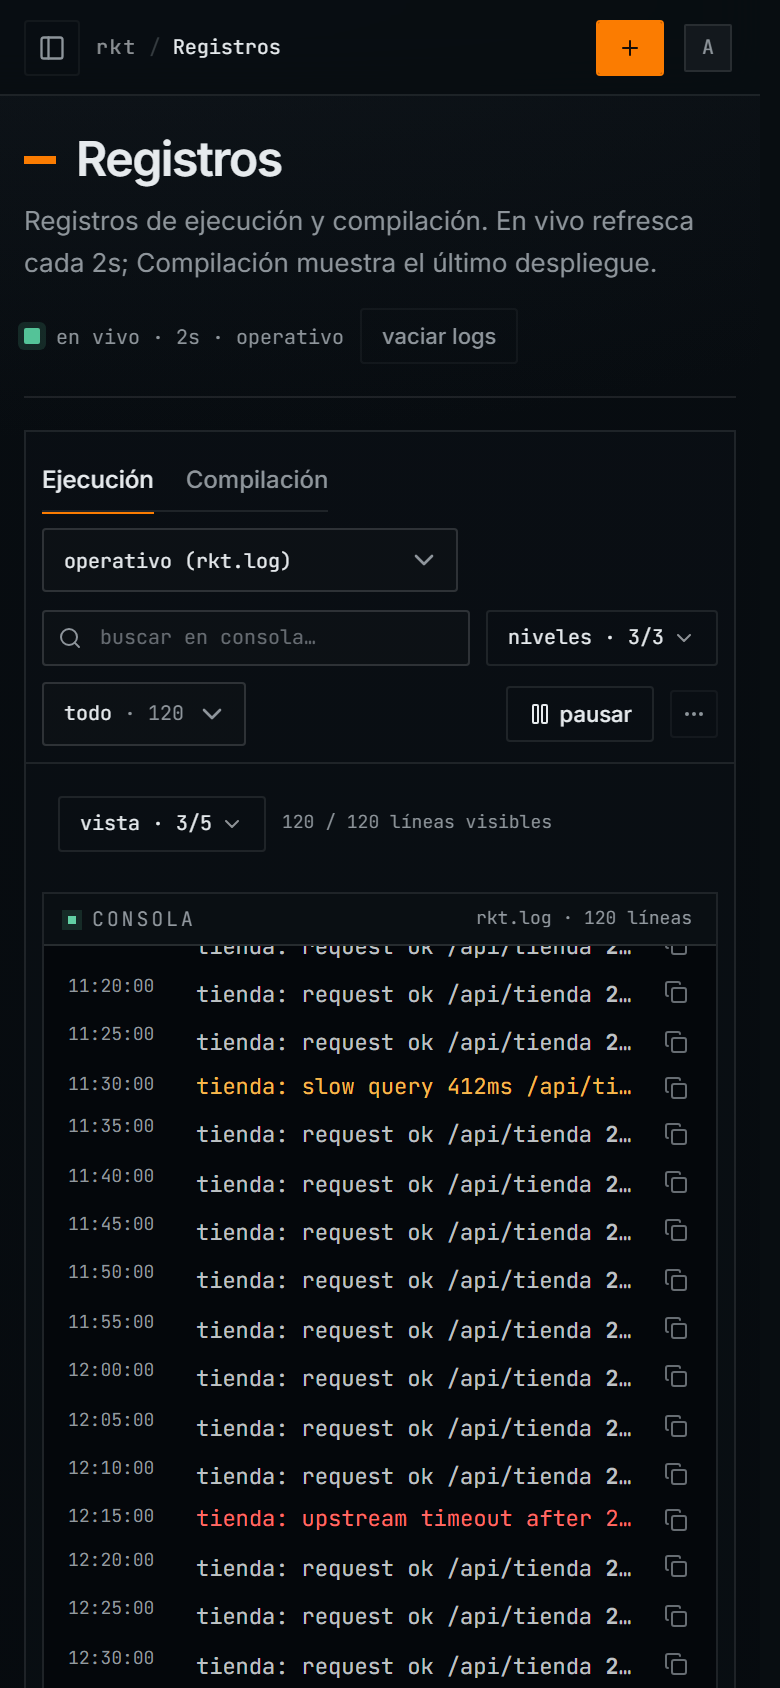 rkt / Registros
+
A
Registros
Registros de ejecución y compilación. En vivo refresca
cada 2s; Compilación muestra el último despliegue.
en vivo · 2s · operativo
vaciar logs
Ejecución
Compilación
operativo (rkt.log)
buscar en consola…
niveles · 3/3
todo · 120
pausar
…
vista · 3/5
120 / 120 líneas visibles
CONSOLA
rkt.log · 120 líneas
tienda: request ok /api/tienda 2…
11:20:00 tienda: request ok /api/tienda 2…
11:25:00 tienda: request ok /api/tienda 2…
11:30:00 tienda: slow query 412ms /api/ti…
11:35:00 tienda: request ok /api/tienda 2…
11:40:00 tienda: request ok /api/tienda 2…
11:45:00 tienda: request ok /api/tienda 2…
11:50:00 tienda: request ok /api/tienda 2…
11:55:00 tienda: request ok /api/tienda 2…
12:00:00 tienda: request ok /api/tienda 2…
12:05:00 tienda: request ok /api/tienda 2…
12:10:00 tienda: request ok /api/tienda 2…
12:15:00 tienda: upstream timeout after 2…
12:20:00 tienda: request ok /api/tienda 2…
12:25:00 tienda: request ok /api/tienda 2…
12:30:00 tienda: request ok /api/tienda 2…